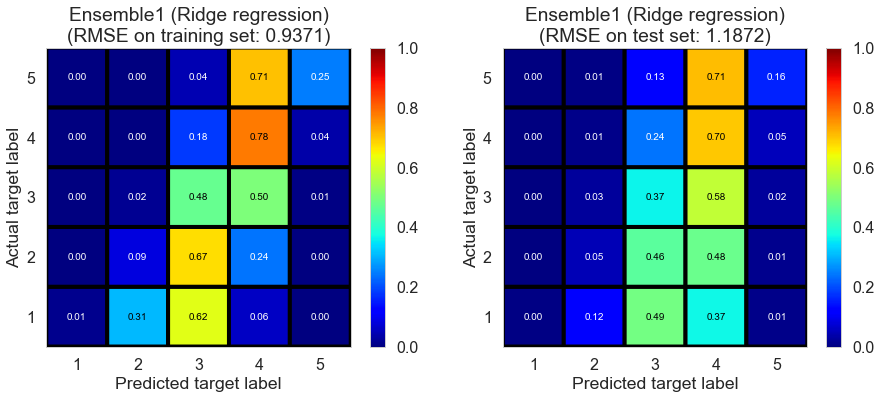 Ensemble1 (Ridge regression)
(RMSE on training set: 0.9371)
Actual target label
5 0.00 0.00 0.04 0.71 0.25
4 0.00 0.00 0.18 0.78 0.04
3 0.00 0.02 0.48 0.50 0.01
2 0.00 0.09 0.67 0.24 0.00
1 0.01 0.31 0.62 0.06 0.00
1 2 3 4 5
Predicted target label
1.0
0.8
0.6
0.4
0.2
0.0
Ensemble1 (Ridge regression)
(RMSE on test set: 1.1872)
Actual target label
5 0.00 0.01 0.13 0.71 0.16
4 0.00 0.01 0.24 0.70 0.05
3 0.00 0.03 0.37 0.58 0.02
2 0.00 0.05 0.46 0.48 0.01
1 0.00 0.12 0.49 0.37 0.01
1 2 3 4 5
Predicted target label
1.0
0.8
0.6
0.4
0.2
0.0